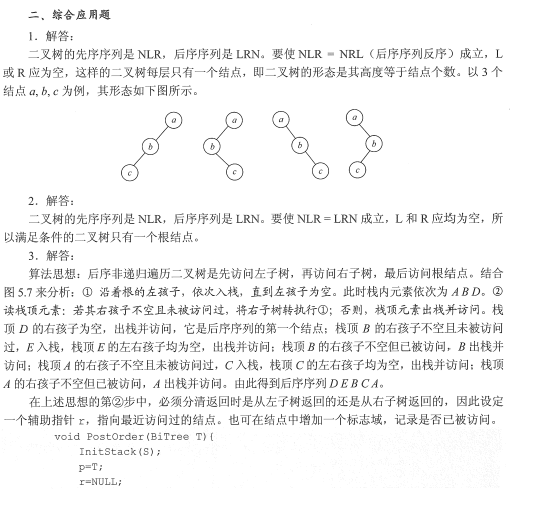 二、综合应用题
1．解答：
二叉树的先序序列是 NLR，后序序列是 LRN。要使 NLR = NRL（后序序列反序）成立，L
或 R 应为空，这样的二叉树每层只有一个结点，即二叉树的形态是其高度等于结点个数。以 3 个
结点 a, b, c 为例，其形态如下图所示。
a a a a
b b b b
c c c c
2．解答：
二叉树的先序序列是 NLR，后序序列是 LRN。要使 NLR = LRN 成立，L 和 R 应均为空，所
以满足条件的二叉树只有一个根结点。
3．解答：
算法思想：后序非递归遍历二叉树是先访问左子树，再访问右子树，最后访问根结点。结合
图 5.7 来分析：① 沿着根的左孩子，依次入栈，直到左孩子为空。此时栈内元素依次为 A B D。②
读栈顶元素：若其右孩子不空且未被访问过，将右子树转执行①；否则，栈顶元素出栈并访问。栈
顶 D 的右孩子为空，出栈并访问，它是后序序列的第一个结点；栈顶 B 的右孩子不空且未被访问
过，E 入栈，栈顶 E 的左右孩子均为空，出栈并访问；栈顶 B 的右孩子不空但已被访问，B 出栈并
访问；栈顶 A 的右孩子不空且未被访问过，C 入栈，栈顶 C 的左右孩子均为空，出栈并访问；栈顶
A 的右孩子不空但已被访问，A 出栈并访问。由此得到后序序列 D E B C A。
在上述思想的第②步中，必须分清返回时是从左子树返回的还是从右子树返回的，因此设定
一个辅助指针 r，指向最近访问过的结点。也可在结点中增加一个标志域，记录是否已被访问。
void PostOrder(BiTree T){
InitStack(S);
p=T;
r=NULL;